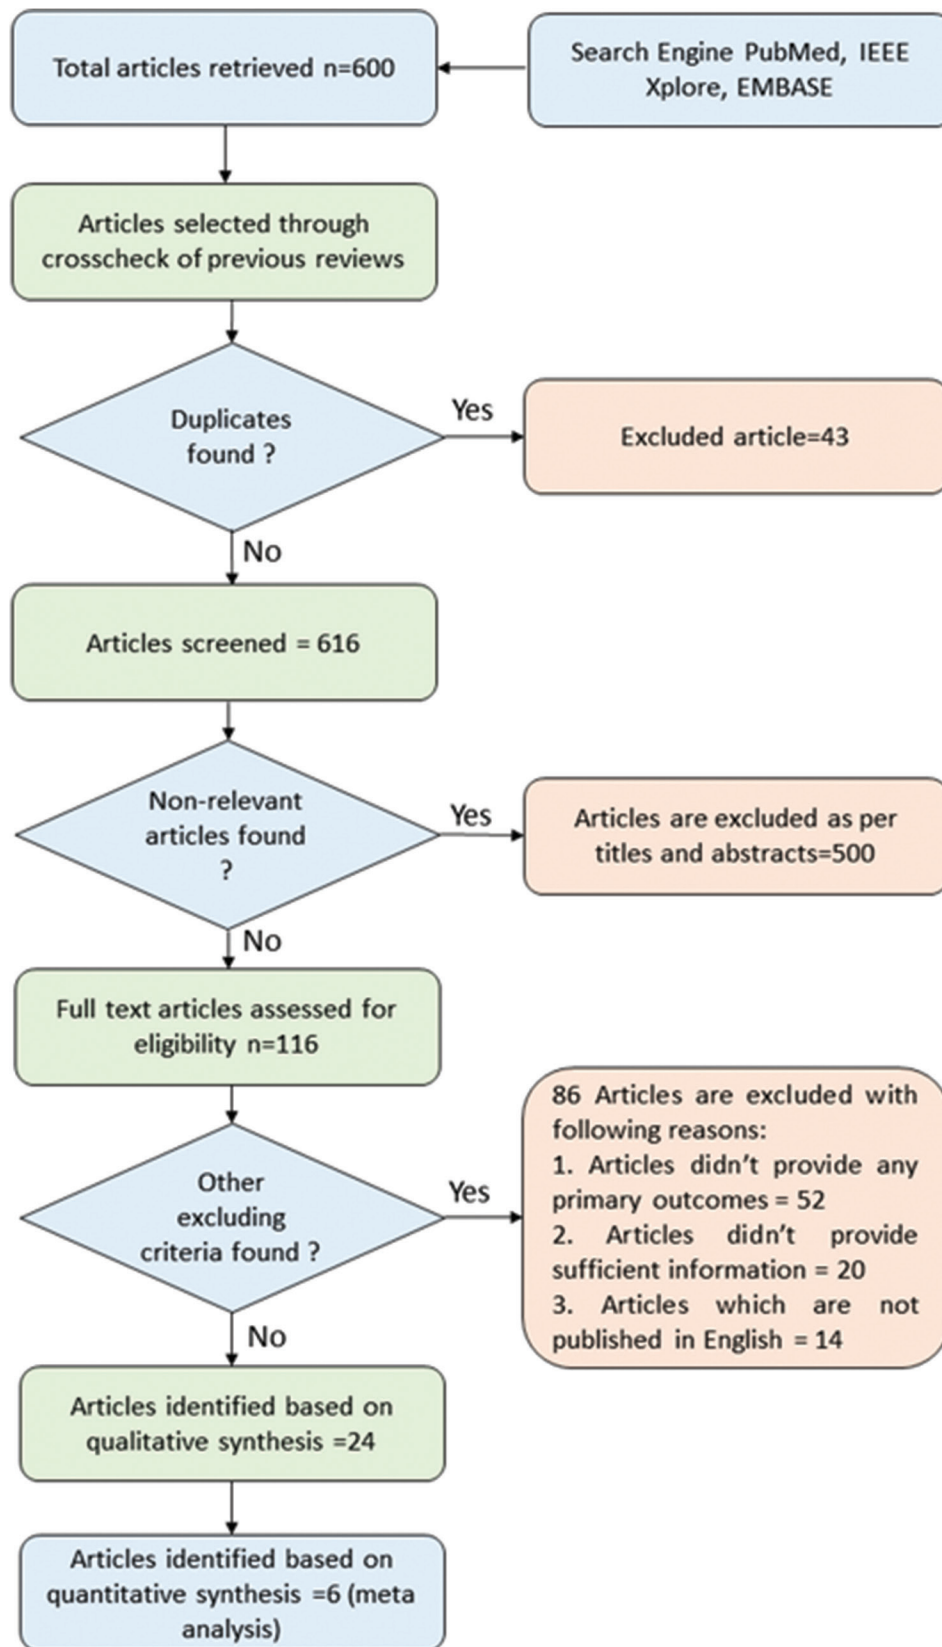 Total articles retrieved n=600
Search Engine PubMed, IEEE
Xplore, EMBASE
Articles selected through
crosscheck of previous reviews
Duplicates
found ?
Yes
Excluded article=43
No
Articles screened = 616
Non-relevant
articles found
?
Yes
Articles are excluded as per
titles and abstracts=500
No
Full text articles assessed for
eligibility n=116
Other
excluding
criteria found ?
Yes
86 Articles are excluded with
following reasons:
1. Articles didn’t provide any
primary outcomes = 52
2. Articles didn’t provide
sufficient information = 20
3. Articles which are not
published in English = 14
No
Articles identified based on
qualitative synthesis =24
Articles identified based on
quantitative synthesis =6 (meta
analysis)